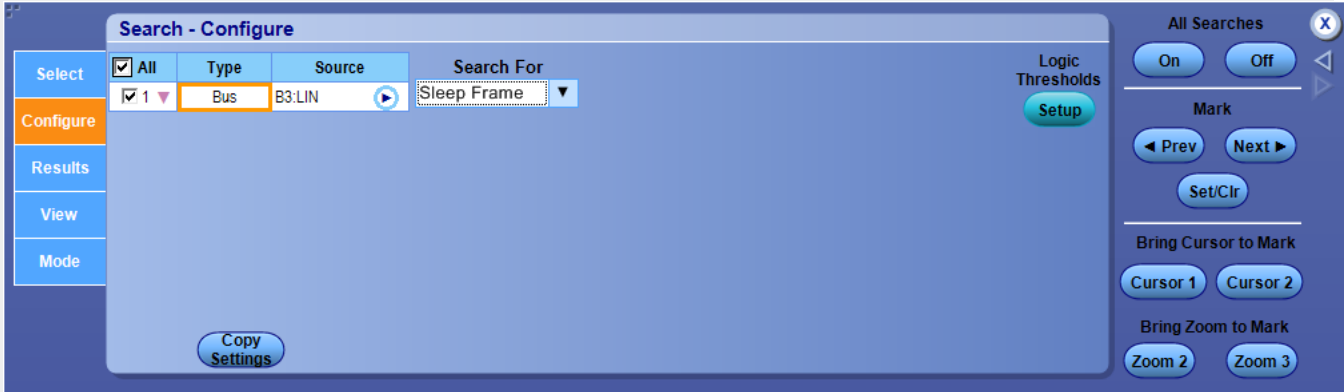 Search - Configure
Select
Configure
Results
View
Mode
All Type Source
1 Bus B3:LIN
Search For
Sleep Frame
Logic
Thresholds
Setup
Copy
Settings
All Searches
X
On Off
Mark
Prev Next
Set/Clr
Bring Cursor to Mark
Cursor 1 Cursor 2
Bring Zoom to Mark
Zoom 2 Zoom 3